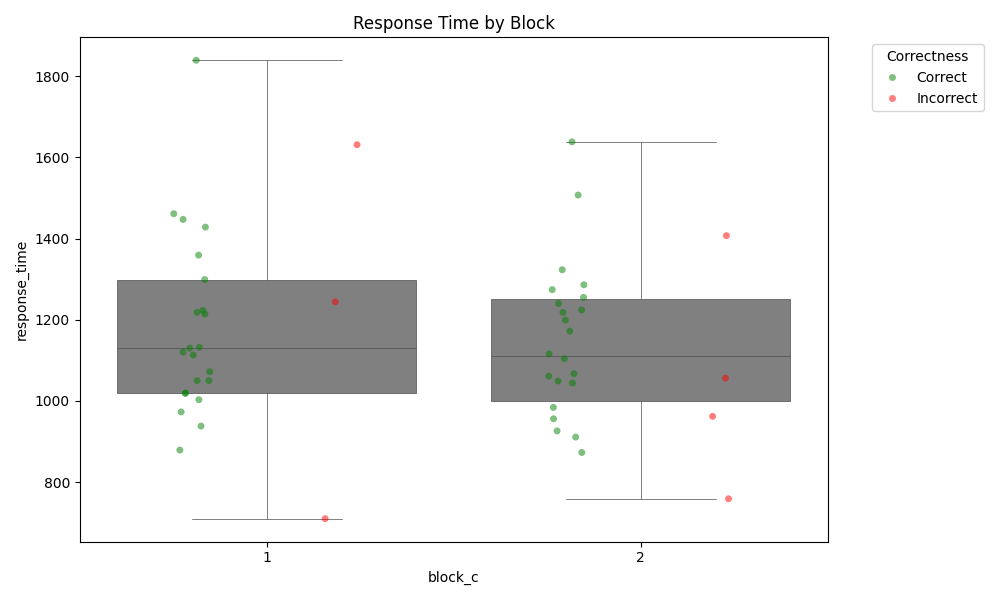 Response Time by Block
Correctness
Correct
Incorrect
1800
1600
1400
1200
1000
800
response_time
1
2
block_c